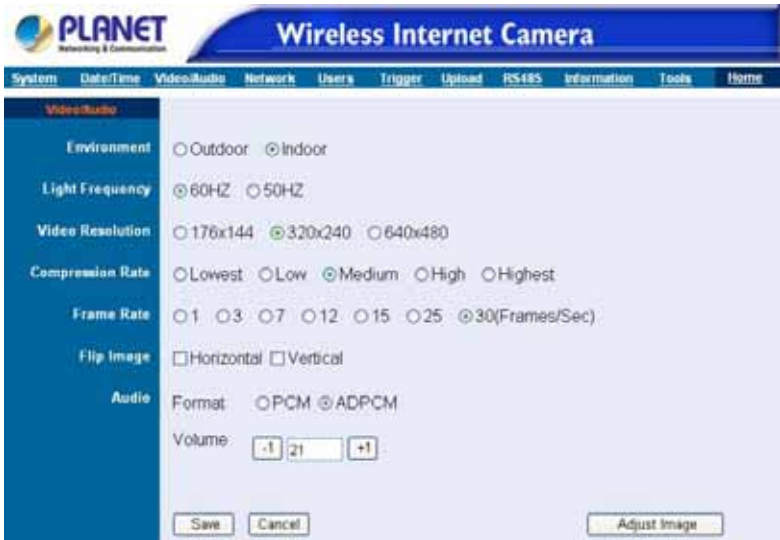 PLANET
Networking & Communication
Wireless Internet Camera
System Date/Time Video/Audio Network Users Trigger Upload RS485 Information Tools Home
Video/Audio
Environment Outdoor Indoor
Light Frequency 60HZ 50HZ
Video Resolution 176x144 320x240 640x480
Compression Rate Lowest Low Medium High Highest
Frame Rate 1 3 7 12 15 25 30(Frames/Sec)
Flip Image Horizontal Vertical
Audio Format PCM ADPCM
Volume -1 21 +1
Save Cancel Adjust Image